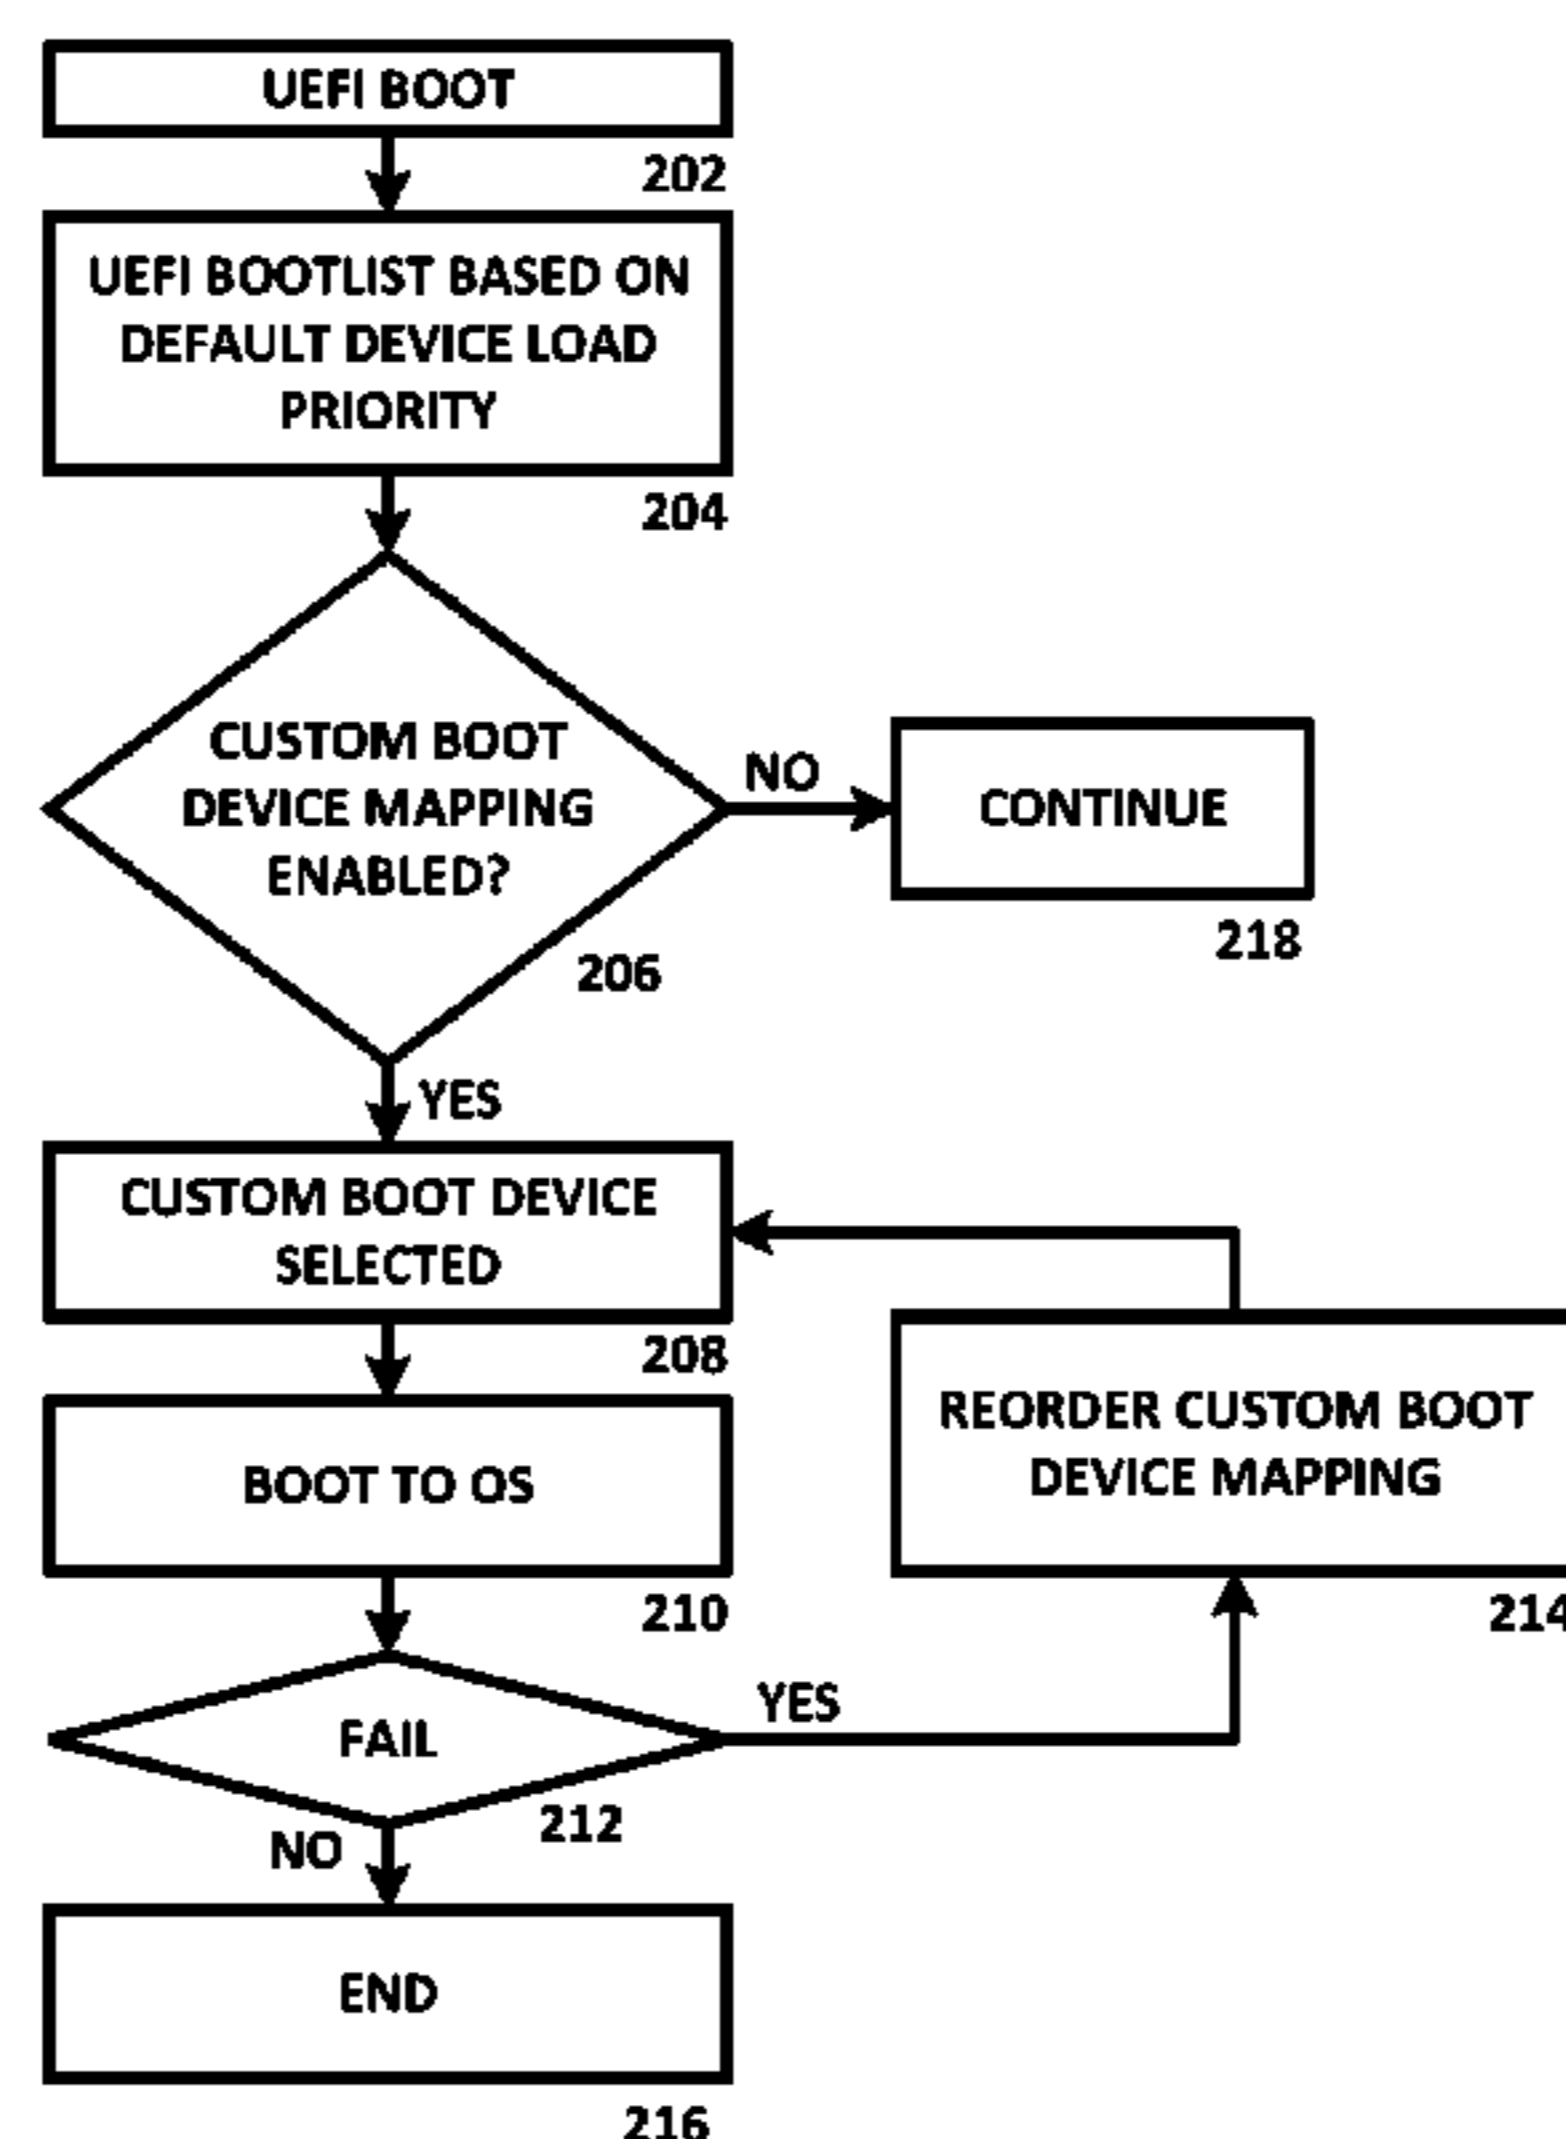 UEFI BOOT
202
UEFI BOOTLIST BASED ON
DEFAULT DEVICE LOAD
PRIORITY
204
CUSTOM BOOT
DEVICE MAPPING
ENABLED?
206
NO
CONTINUE
218
YES
CUSTOM BOOT DEVICE
SELECTED
208
BOOT TO OS
210
REORDER CUSTOM BOOT
DEVICE MAPPING
214
FAIL
212
YES
NO
END
216